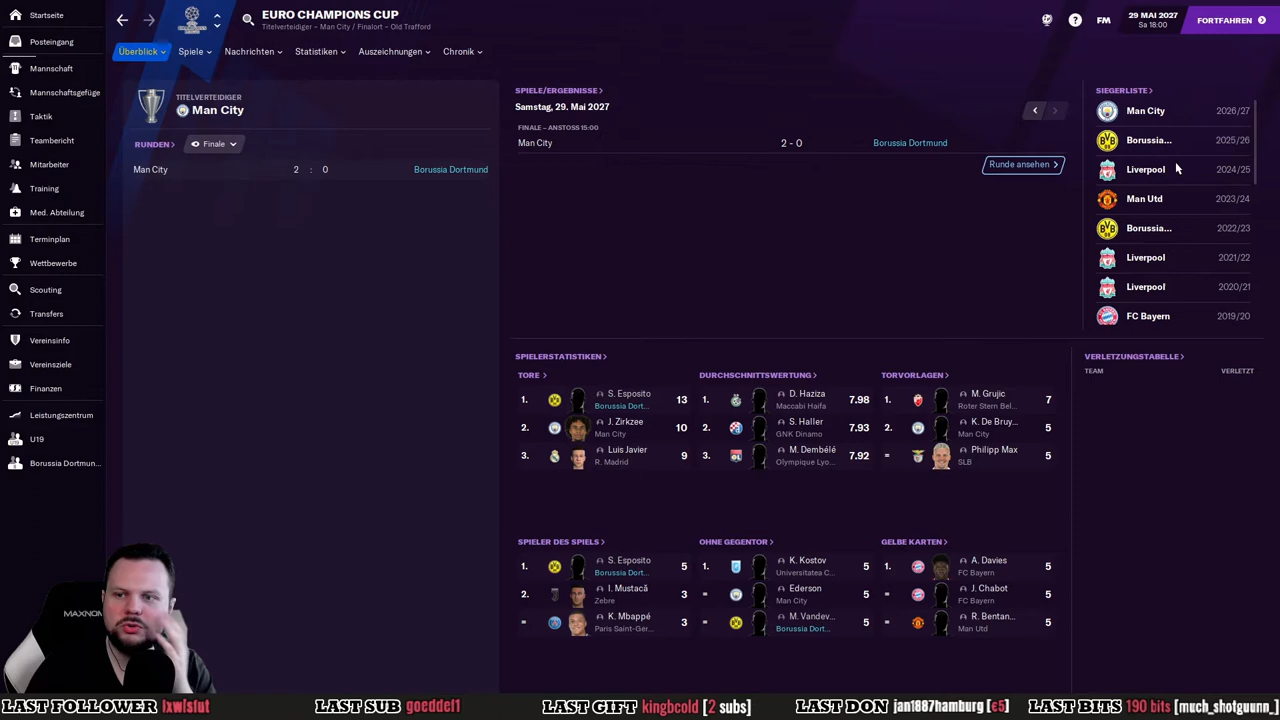 Startseite
Posteingang
Mannschaft
Mannschaftsgefüge
Taktik
Teambericht
Mitarbeiter
Training
Med. Abteilung
Terminplan
Wettbewerbe
Scouting
Transfers
Vereinsinfo
Vereinsziele
Finanzen
Leistungszentrum
U19
Borussia Dortmun...
EURO CHAMPIONS CUP
Titelverteidiger – Man City / Finalort – Old Trafford
FM
29 MAI 2027
Sa 18:00
FORTFAHREN
Überblick
Spiele
Nachrichten
Statistiken
Auszeichnungen
Chronik
TITELVERTEIDIGER
Man City
RUNDEN
Finale
Man City 2 : 0 Borussia Dortmund
SPIELE/ERGEBNISSE
Samstag, 29. Mai 2027
FINALE – ANSTOSS 15:00
Man City 2 - 0 Borussia Dortmund
Runde ansehen
SIEGERLISTE
Man City 2026/27
Borussia... 2025/26
Liverpool 2024/25
Man Utd 2023/24
Borussia... 2022/23
Liverpool 2021/22
Liverpool 2020/21
FC Bayern 2019/20
SPIELERSTATISTIKEN
TORE
1. S. Esposito 13
Borussia Dort...
2. J. Zirkzee 10
Man City
3. Luis Javier 9
R. Madrid
DURCHSCHNITTSWERTUNG
1. D. Haziza 7.98
Maccabi Haifa
2. S. Haller 7.93
GNK Dinamo
3. M. Dembélé 7.92
Olympique Lyo...
TORVORLAGEN
1. M. Grujic 7
Roter Stern Bel...
2. K. De Bruy... 5
Man City
= Philipp Max 5
SLB
SPIELER DES SPIELS
1. S. Esposito 5
Borussia Dort...
2. I. Mustacă 3
Zebre
= K. Mbappé 3
Paris Saint-Ger...
OHNE GEGENTOR
1. K. Kostov 5
Universitatea C...
= Ederson 5
Man City
= M. Vandev... 5
Borussia Dort...
GELBE KARTEN
1. A. Davies 5
FC Bayern
= J. Chabot 5
FC Bayern
= R. Bentan... 5
Man Utd
VERLETZUNGSTABELLE
TEAM VERLETZT
MAXNOM
LAST FOLLOWER lxwlsfut
LAST SUB goeddef1
LAST GIFT kingbcold [2 subs]
LAST DON jan1887hamburg [€5]
LAST BITS 190 bits [much_shotguunn_]